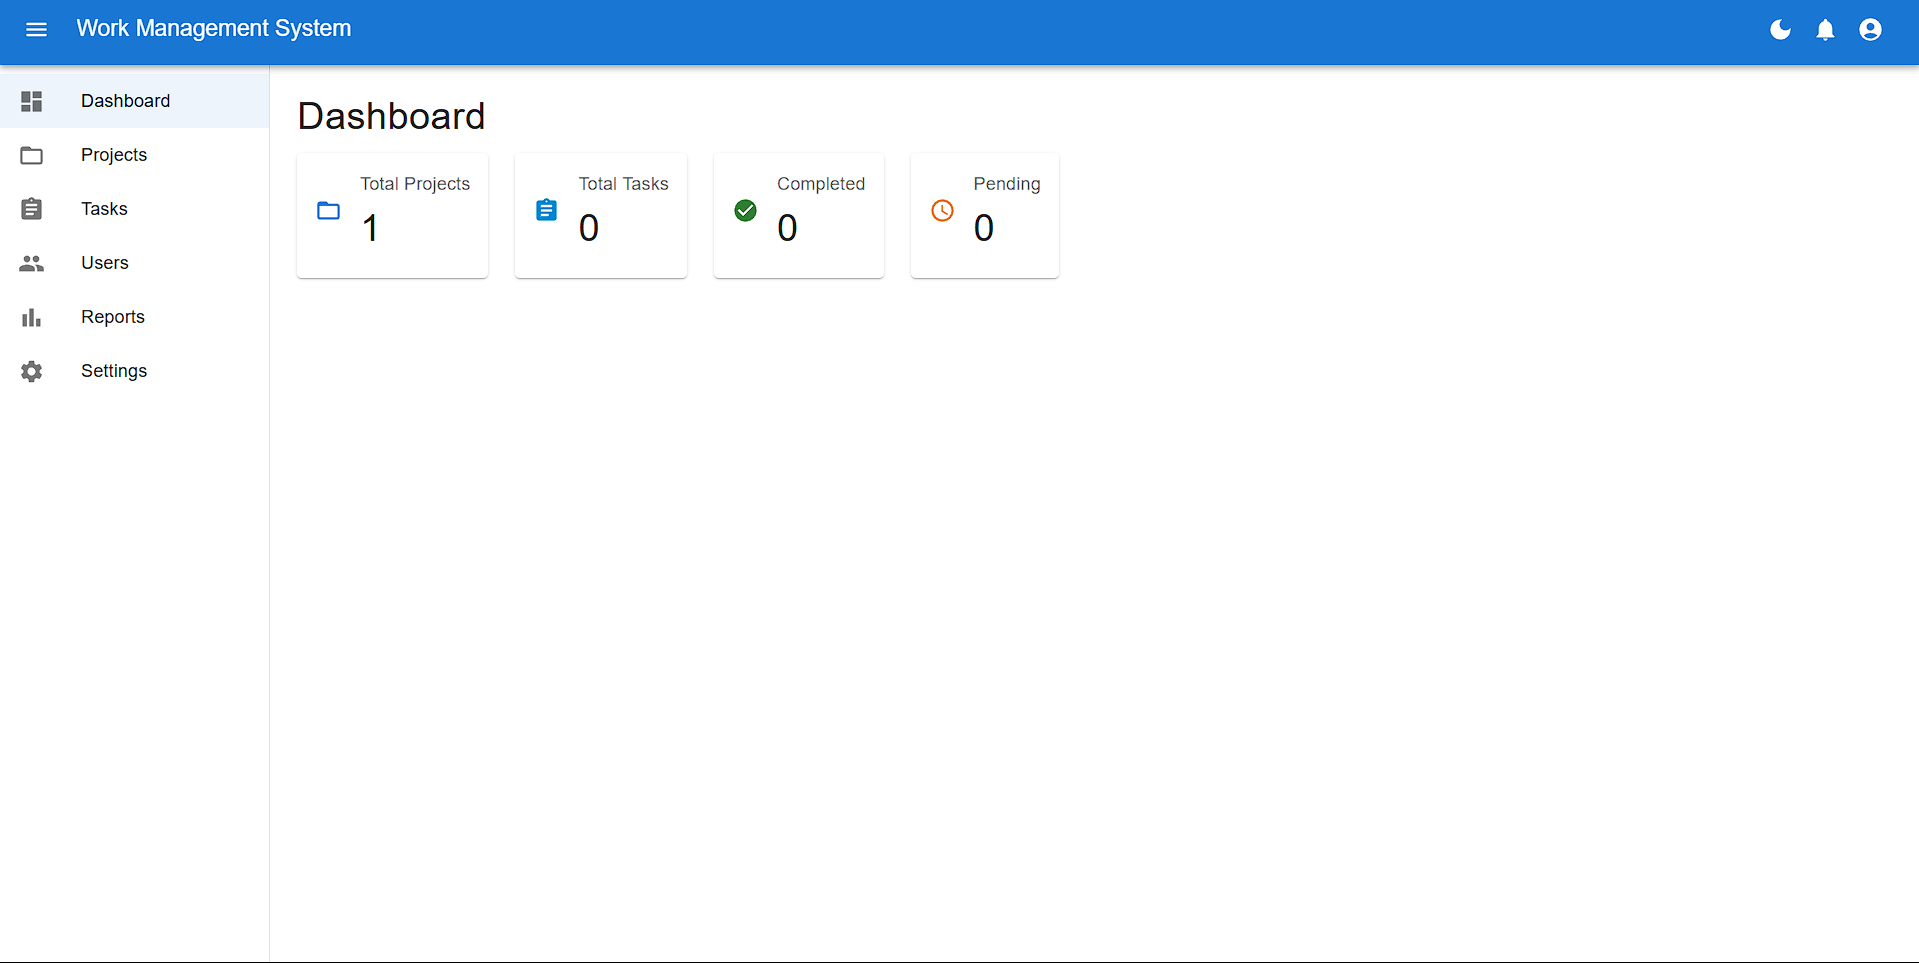 Work Management System
Dashboard
Projects
Tasks
Users
Reports
Settings
Dashboard
Total Projects
1
Total Tasks
0
Completed
0
Pending
0